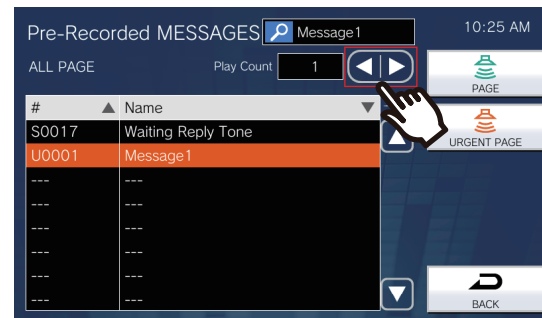 Pre-Recorded MESSAGES Message1 10:25 AM
ALL PAGE Play Count 1
PAGE
# Name
S0017 Waiting Reply Tone
URGENT PAGE
U0001 Message1
--- ---
--- ---
--- ---
--- ---
--- ---
--- ---
BACK